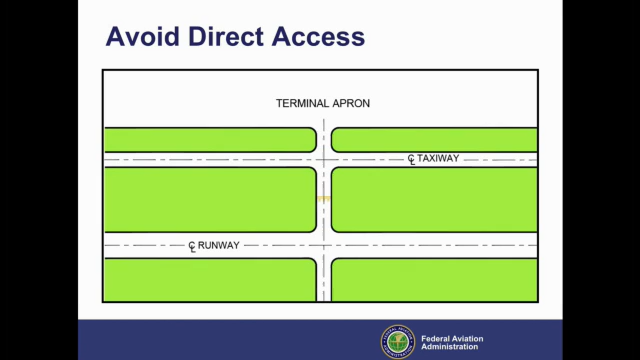 Avoid Direct Access
TERMINAL APRON
℄ TAXIWAY
℄ RUNWAY
Federal Aviation
Administration